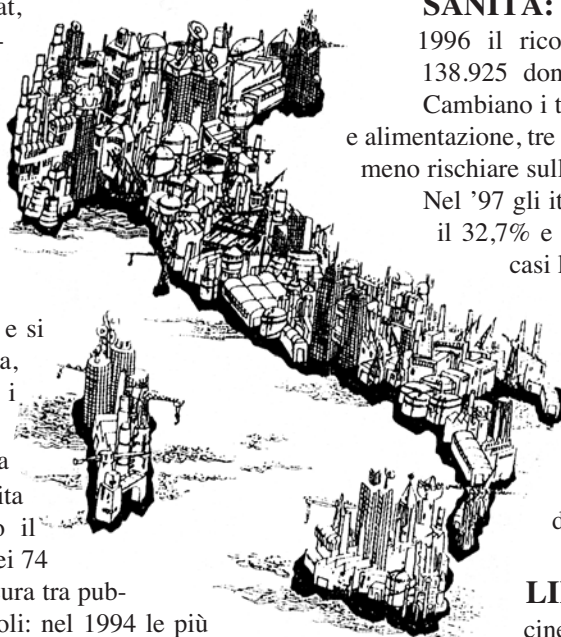 at,
-
e si
a,
i
a
ita
o il
ei 74
sura tra pub-
oli: nel 1994 le più
SANITÀ:
1996 il rico
138.925 don
Cambiano i t
e alimentazione, tre
meno rischiare sull
Nel '97 gli it
il 32,7% e
casi l
d
LI
cine